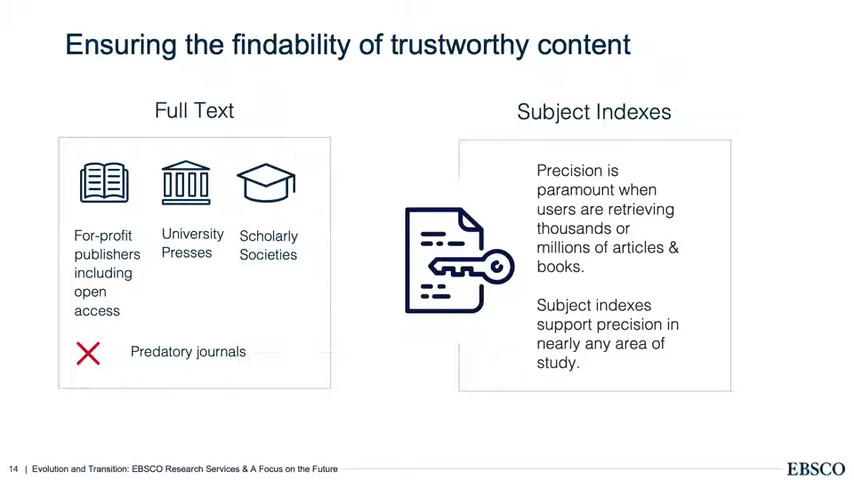 Ensuring the findability of trustworthy content
Full Text
For-profit
publishers
including
open
access
University
Presses
Scholarly
Societies
Predatory journals
Subject Indexes
Precision is
paramount when
users are retrieving
thousands or
millions of articles &
books.
Subject indexes
support precision in
nearly any area of
study.
14 | Evolution and Transition: EBSCO Research Services & A Focus on the Future
EBSCO